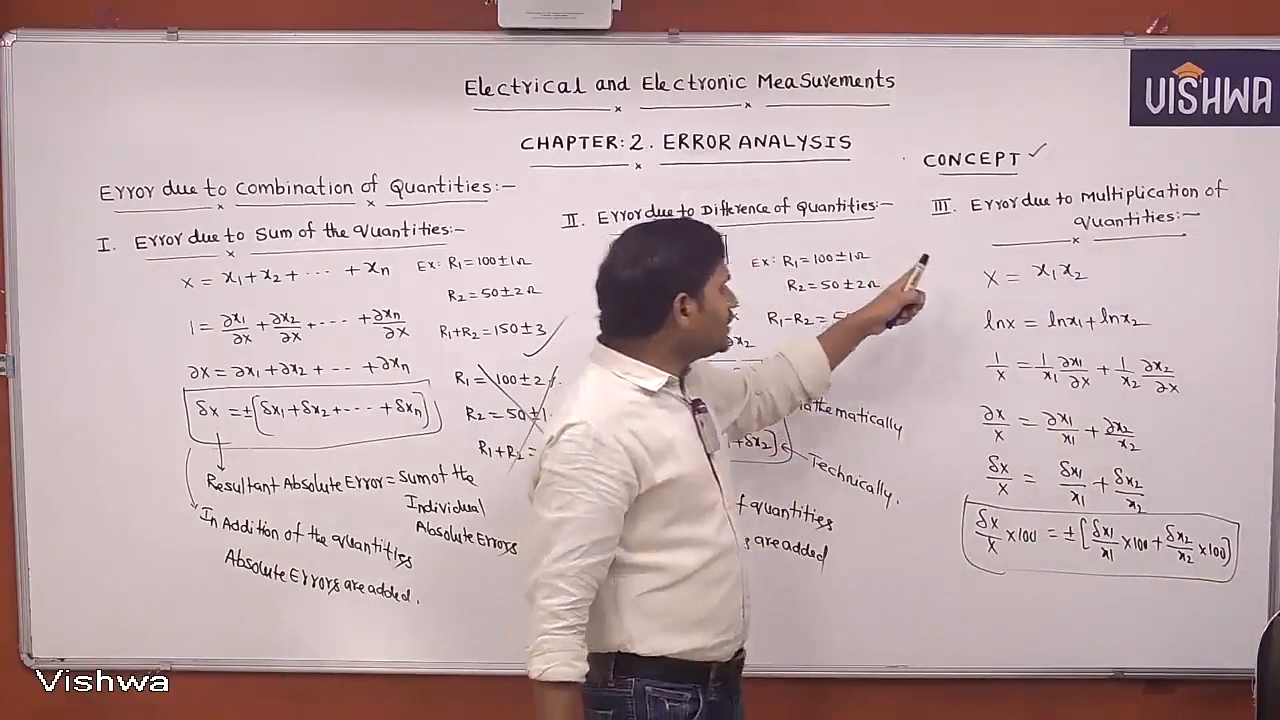 Electrical and Electronic Measurements
VISHWA
CHAPTER: 2. ERROR ANALYSIS
CONCEPT ✓
Error due to combination of Quantities:-
I. Error due to sum of the Quantities:-
x = x₁ + x₂ + ··· + xₙ
1 = ∂x₁/∂x + ∂x₂/∂x + ··· + ∂xₙ/∂x
∂x = ∂x₁ + ∂x₂ + ··· + ∂xₙ
δx = ±(δx₁ + δx₂ + ··· + δxₙ)
Resultant Absolute Error = sum of the
Individual
Absolute Errors
In Addition of the quantities
Absolute Errors are added.
Ex: R₁ = 100 ± 1Ω
R₂ = 50 ± 2Ω
R₁ + R₂ = 150 ± 3
R₁ = 100 ± 2%
R₂ = 50 ± 1
R₁ + R₂ =
II. Error due to Difference of Quantities:-
Ex: R₁ = 100 ± 1Ω
R₂ = 50 ± 2Ω
R₁ - R₂ =
∂x₂
+ δx₂)
Technically.
quantities
are added
III. Error due to Multiplication of
Quantities:-
x = x₁x₂
lnx = lnx₁ + lnx₂
1/x = 1/x₁ ∂x₁/∂x + 1/x₂ ∂x₂/∂x
∂x/x = ∂x₁/x₁ + ∂x₂/x₂
δx/x = δx₁/x₁ + δx₂/x₂
δx/x × 100 = ± [δx₁/x₁ × 100 + δx₂/x₂ × 100]
Vishwa